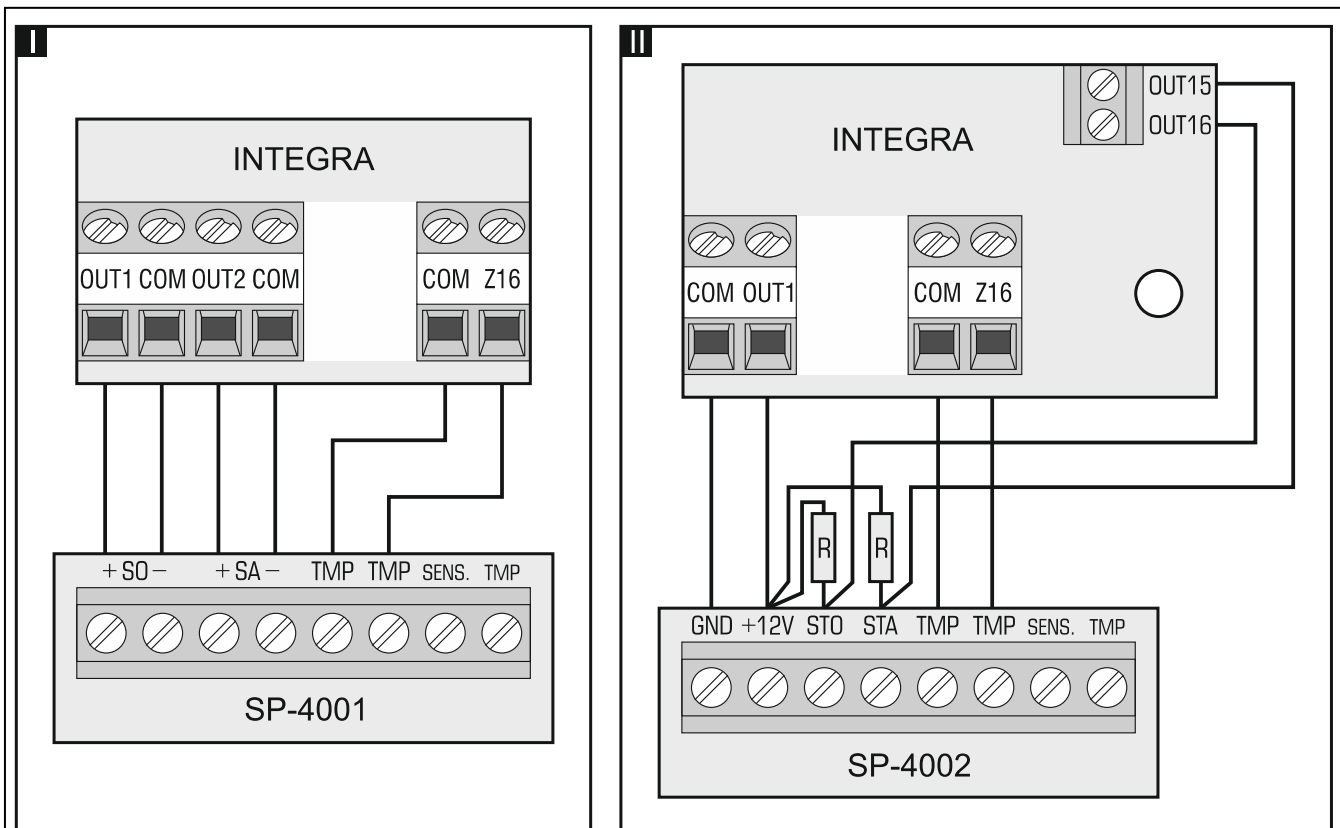 I
INTEGRA
OUT1 COM OUT2 COM COM Z16
+ SO − + SA − TMP TMP SENS. TMP
SP-4001
II
OUT15
OUT16
INTEGRA
COM OUT1 COM Z16
R R
GND +12V STO STA TMP TMP SENS. TMP
SP-4002